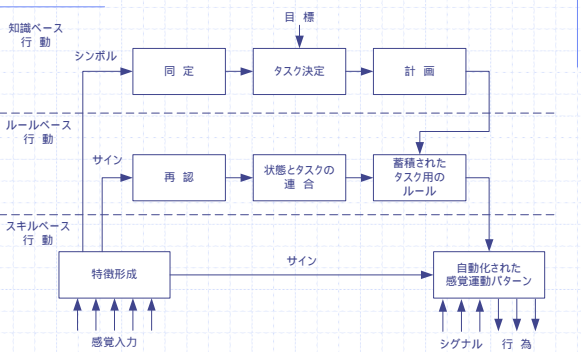 目 標
知識ベース
行 動
シンボル
同 定
タスク決定
計 画
ルールベース
行 動
サイン
再 認
状態とタスクの
連 合
蓄積された
タスク用の
ルール
スキルベース
行 動
特徴形成
サイン
自動化された
感覚運動パターン
感覚入力
シグナル
行 為